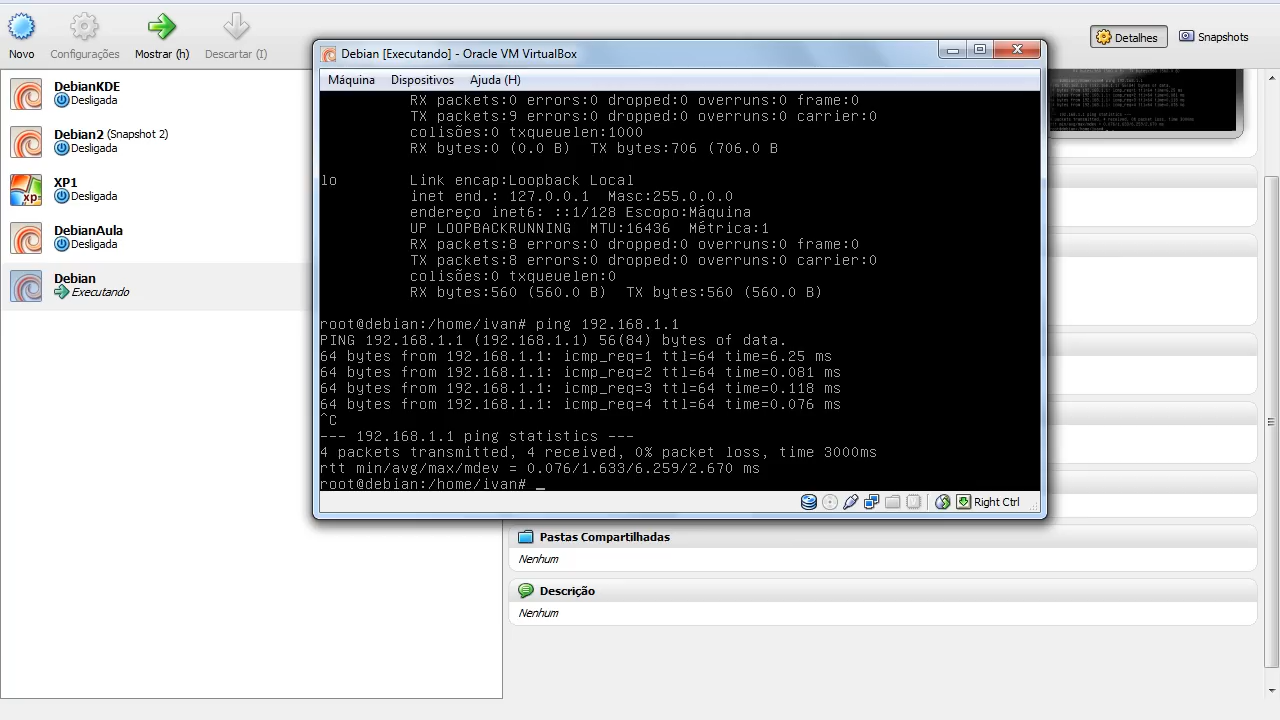 Novo
Configurações
Mostrar (h)
Descartar (I)
Detalhes
Snapshots
DebianKDE
Desligada
Debian2 (Snapshot 2)
Desligada
XP1
Desligada
DebianAula
Desligada
Debian
Executando
Debian [Executando] - Oracle VM VirtualBox
Máquina Dispositivos Ajuda (H)
RX packets:0 errors:0 dropped:0 overruns:0 frame:0
TX packets:9 errors:0 dropped:0 overruns:0 carrier:0
colisões:0 txqueuelen:1000
RX bytes:0 (0.0 B) TX bytes:706 (706.0 B
lo Link encap:Loopback Local
inet end.: 127.0.0.1 Masc:255.0.0.0
endereço inet6: ::1/128 Escopo:Máquina
UP LOOPBACKRUNNING MTU:16436 Métrica:1
RX packets:8 errors:0 dropped:0 overruns:0 frame:0
TX packets:8 errors:0 dropped:0 overruns:0 carrier:0
colisões:0 txqueuelen:0
RX bytes:560 (560.0 B) TX bytes:560 (560.0 B)
root@debian:/home/ivan# ping 192.168.1.1
PING 192.168.1.1 (192.168.1.1) 56(84) bytes of data.
64 bytes from 192.168.1.1: icmp_req=1 ttl=64 time=6.25 ms
64 bytes from 192.168.1.1: icmp_req=2 ttl=64 time=0.081 ms
64 bytes from 192.168.1.1: icmp_req=3 ttl=64 time=0.118 ms
64 bytes from 192.168.1.1: icmp_req=4 ttl=64 time=0.076 ms
^C
--- 192.168.1.1 ping statistics ---
4 packets transmitted, 4 received, 0% packet loss, time 3000ms
rtt min/avg/max/mdev = 0.076/1.633/6.259/2.670 ms
root@debian:/home/ivan# _
Right Ctrl
Pastas Compartilhadas
Nenhum
Descrição
Nenhum